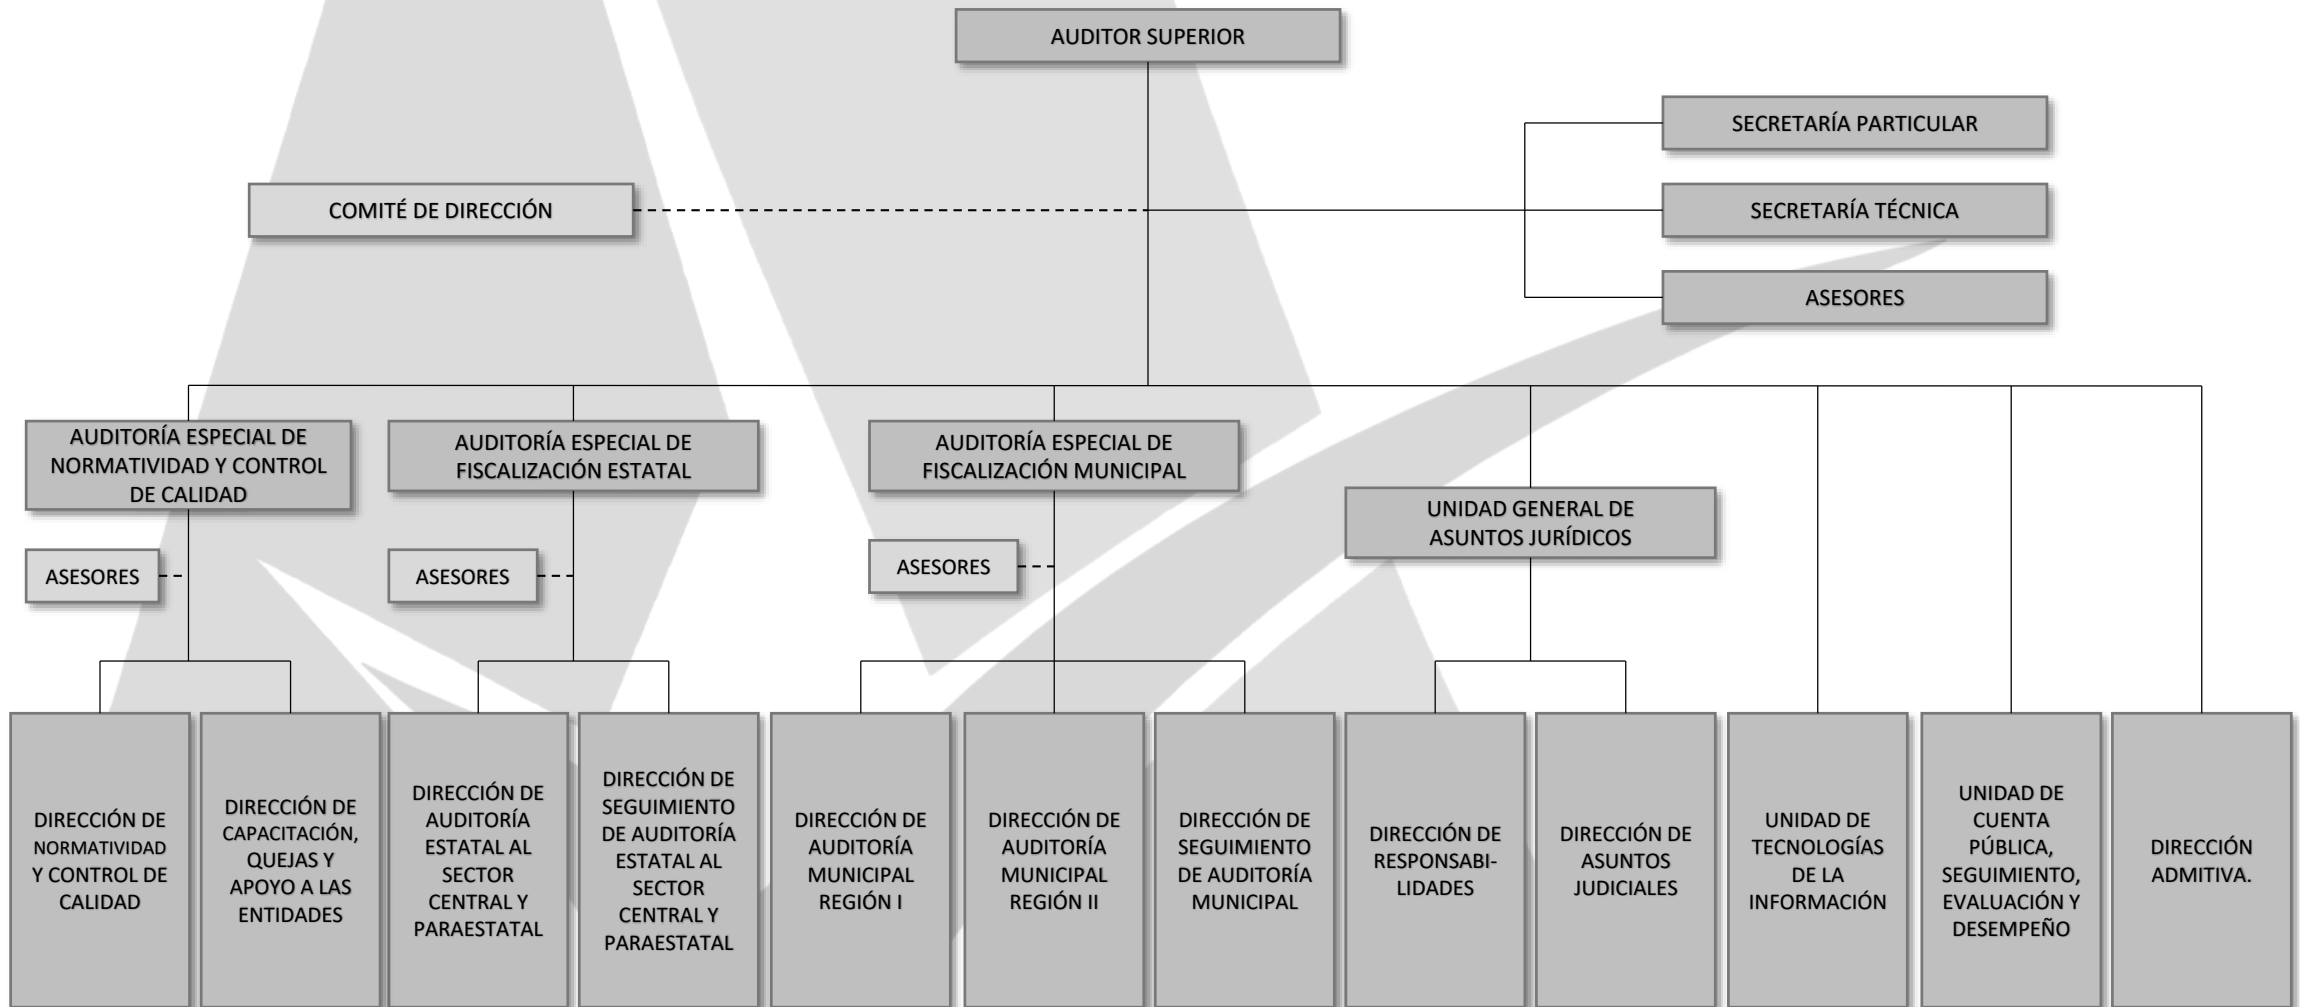 AUDITOR SUPERIOR
SECRETARÍA PARTICULAR
COMITÉ DE DIRECCIÓN
SECRETARÍA TÉCNICA
ASESORES
AUDITORÍA ESPECIAL DE
NORMATIVIDAD Y CONTROL
DE CALIDAD
AUDITORÍA ESPECIAL DE
FISCALIZACIÓN ESTATAL
AUDITORÍA ESPECIAL DE
FISCALIZACIÓN MUNICIPAL
UNIDAD GENERAL DE
ASUNTOS JURÍDICOS
ASESORES
ASESORES
ASESORES
DIRECCIÓN DE
NORMATIVIDAD
Y CONTROL DE
CALIDAD
DIRECCIÓN DE
CAPACITACIÓN,
QUEJAS Y
APOYO A LAS
ENTIDADES
DIRECCIÓN DE
AUDITORÍA
ESTATAL AL
SECTOR
CENTRAL Y
PARAESTATAL
DIRECCIÓN DE
SEGUIMIENTO
DE AUDITORÍA
ESTATAL AL
SECTOR
CENTRAL Y
PARAESTATAL
DIRECCIÓN DE
AUDITORÍA
MUNICIPAL
REGIÓN I
DIRECCIÓN DE
AUDITORÍA
MUNICIPAL
REGIÓN II
DIRECCIÓN DE
SEGUIMIENTO
DE AUDITORÍA
MUNICIPAL
DIRECCIÓN DE
RESPONSABI-
LIDADES
DIRECCIÓN DE
ASUNTOS
JUDICIALES
UNIDAD DE
TECNOLOGÍAS
DE LA
INFORMACIÓN
UNIDAD DE
CUENTA
PÚBLICA,
SEGUIMIENTO,
EVALUACIÓN Y
DESEMPEÑO
DIRECCIÓN
ADMITIVA.